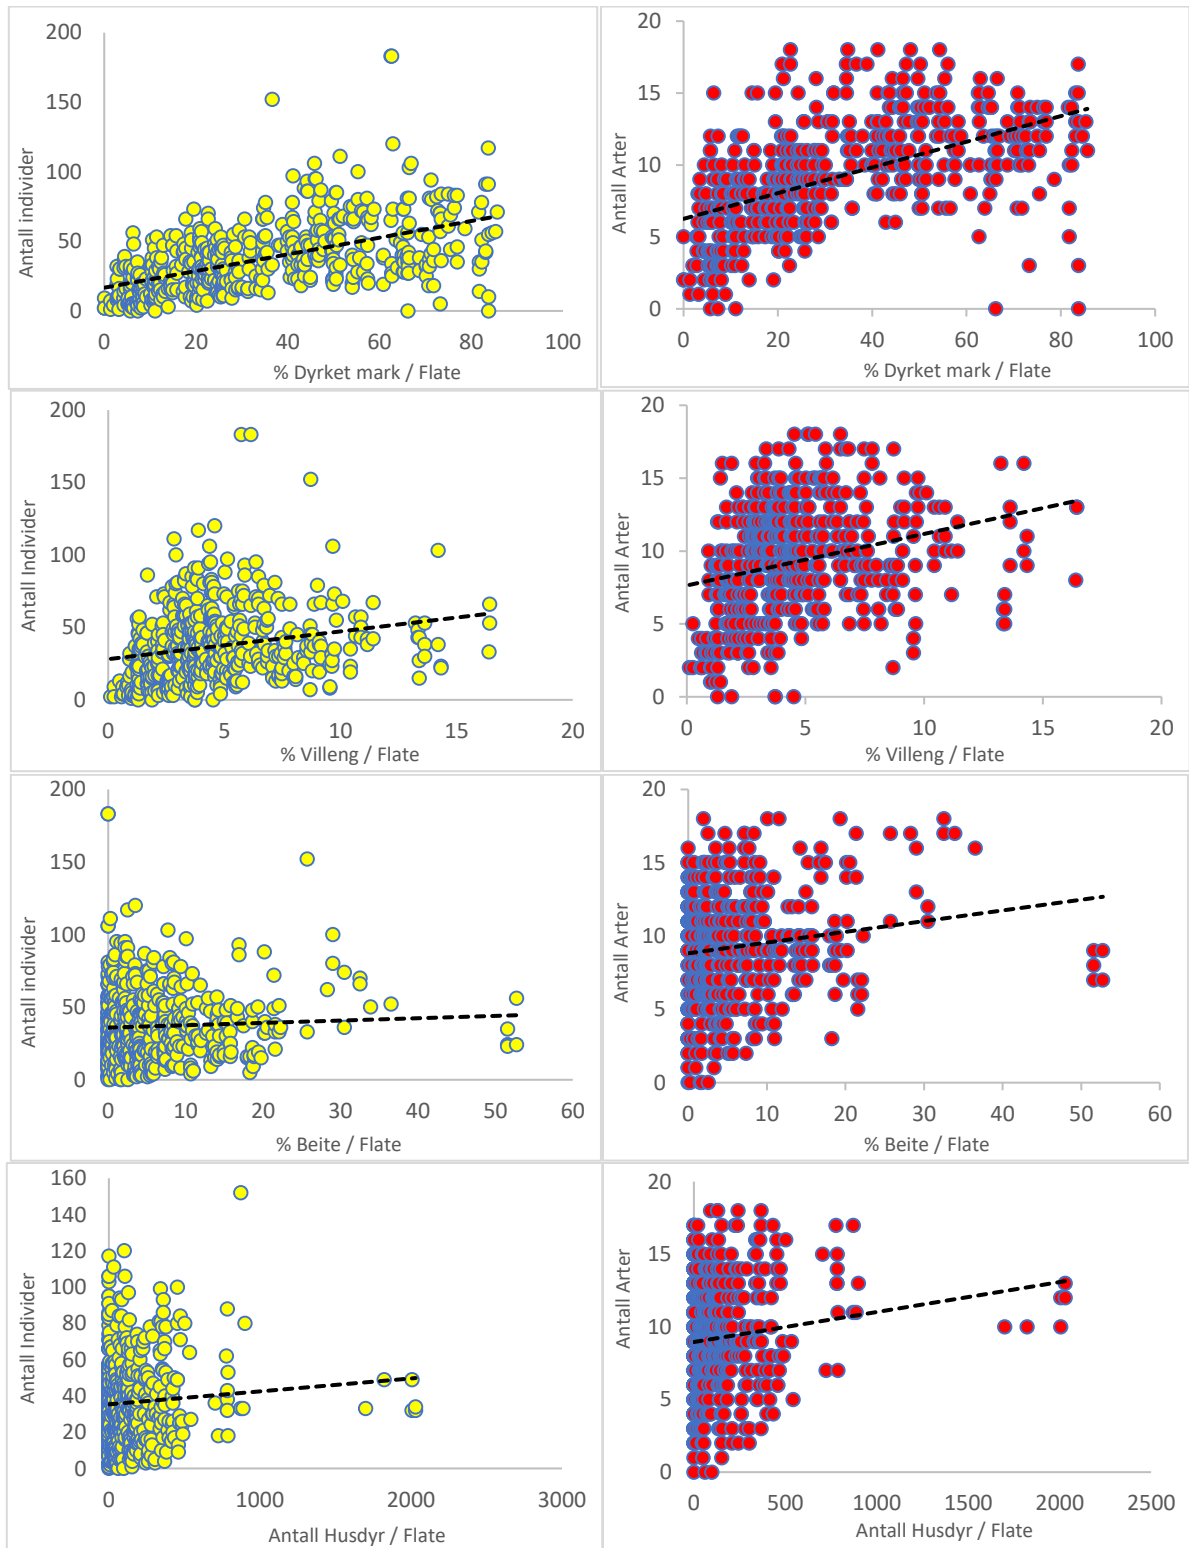 200
150
100
50
0
Antall individer
0 20 40 60 80 100
% Dyrket mark / Flate
20
15
10
5
0
Antall Arter
0 20 40 60 80 100
% Dyrket mark / Flate
200
150
100
50
0
Antall Individer
0 5 10 15 20
% Villeng / Flate
20
15
10
5
0
Antall Arter
0 5 10 15 20
% Villeng / Flate
200
150
100
50
0
Antall individer
0 10 20 30 40 50 60
% Beite / Flate
20
15
10
5
0
Antall Arter
0 10 20 30 40 50 60
% Beite / Flate
160
140
120
100
80
60
40
20
0
Antall Individer
0 1000 2000 3000
Antall Husdyr / Flate
20
15
10
5
0
Antall Arter
0 500 1000 1500 2000 2500
Antall Husdyr / Flate